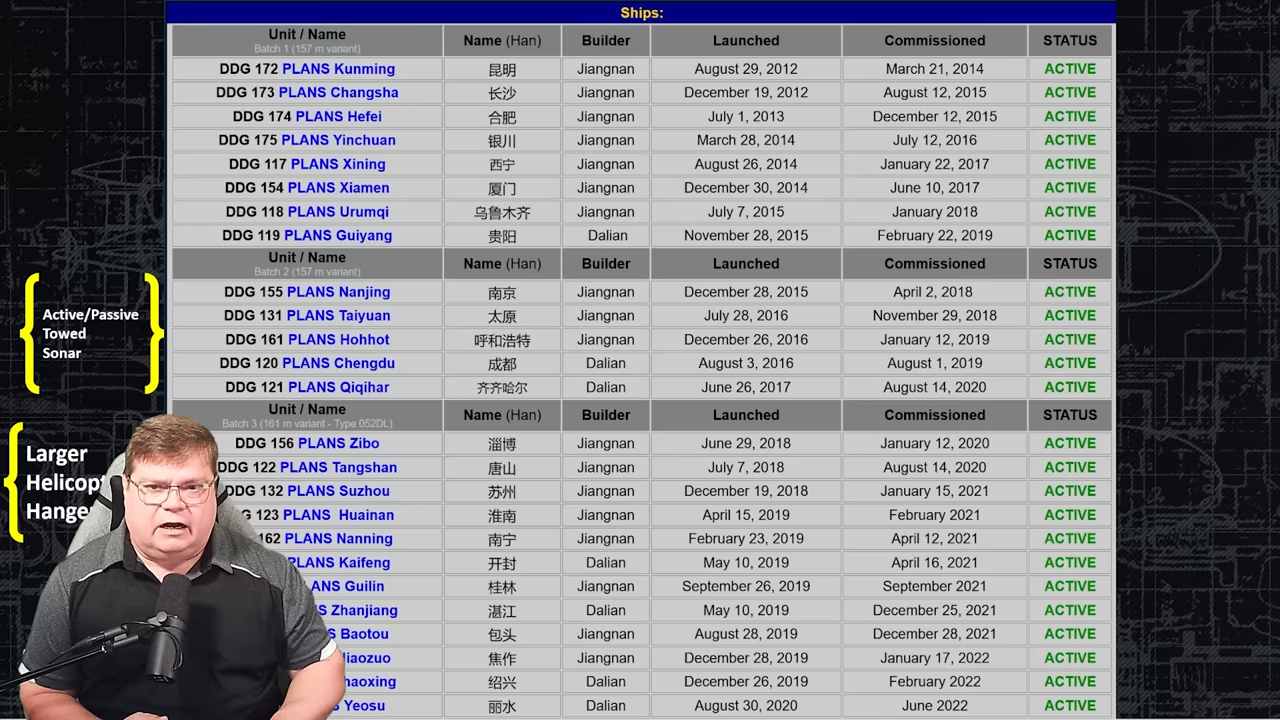 Ships:
Unit / Name Name (Han) Builder Launched Commissioned STATUS
Batch 1 (157 m variant)
DDG 172 PLANS Kunming 昆明 Jiangnan August 29, 2012 March 21, 2014 ACTIVE
DDG 173 PLANS Changsha 长沙 Jiangnan December 19, 2012 August 12, 2015 ACTIVE
DDG 174 PLANS Hefei 合肥 Jiangnan July 1, 2013 December 12, 2015 ACTIVE
DDG 175 PLANS Yinchuan 银川 Jiangnan March 28, 2014 July 12, 2016 ACTIVE
DDG 117 PLANS Xining 西宁 Jiangnan August 26, 2014 January 22, 2017 ACTIVE
DDG 154 PLANS Xiamen 厦门 Jiangnan December 30, 2014 June 10, 2017 ACTIVE
DDG 118 PLANS Urumqi 乌鲁木齐 Jiangnan July 7, 2015 January 2018 ACTIVE
DDG 119 PLANS Guiyang 贵阳 Dalian November 28, 2015 February 22, 2019 ACTIVE
Unit / Name Name (Han) Builder Launched Commissioned STATUS
Batch 2 (157 m variant)
DDG 155 PLANS Nanjing 南京 Jiangnan December 28, 2015 April 2, 2018 ACTIVE
DDG 131 PLANS Taiyuan 太原 Jiangnan July 28, 2016 November 29, 2018 ACTIVE
DDG 161 PLANS Hohhot 呼和浩特 Jiangnan December 26, 2016 January 12, 2019 ACTIVE
DDG 120 PLANS Chengdu 成都 Dalian August 3, 2016 August 1, 2019 ACTIVE
DDG 121 PLANS Qiqihar 齐齐哈尔 Dalian June 26, 2017 August 14, 2020 ACTIVE
Active/Passive
Towed
Sonar
Unit / Name Name (Han) Builder Launched Commissioned STATUS
Batch 3 (161 m variant - Type 052DL)
DDG 156 PLANS Zibo 淄博 Jiangnan June 29, 2018 January 12, 2020 ACTIVE
DDG 122 PLANS Tangshan 唐山 Jiangnan July 7, 2018 August 14, 2020 ACTIVE
DDG 132 PLANS Suzhou 苏州 Jiangnan December 19, 2018 January 15, 2021 ACTIVE
G 123 PLANS Huainan 淮南 Jiangnan April 15, 2019 February 2021 ACTIVE
162 PLANS Nanning 南宁 Jiangnan February 23, 2019 April 12, 2021 ACTIVE
PLANS Kaifeng 开封 Dalian May 10, 2019 April 16, 2021 ACTIVE
ANS Guilin 桂林 Jiangnan September 26, 2019 September 2021 ACTIVE
S Zhanjiang 湛江 Dalian May 10, 2019 December 25, 2021 ACTIVE
S Baotou 包头 Jiangnan August 28, 2019 December 28, 2021 ACTIVE
iaozuo 焦作 Jiangnan December 28, 2019 January 17, 2022 ACTIVE
haoxing 绍兴 Dalian December 26, 2019 February 2022 ACTIVE
S Yeosu 丽水 Dalian August 30, 2020 June 2022 ACTIVE
Larger
Helicop
Hange